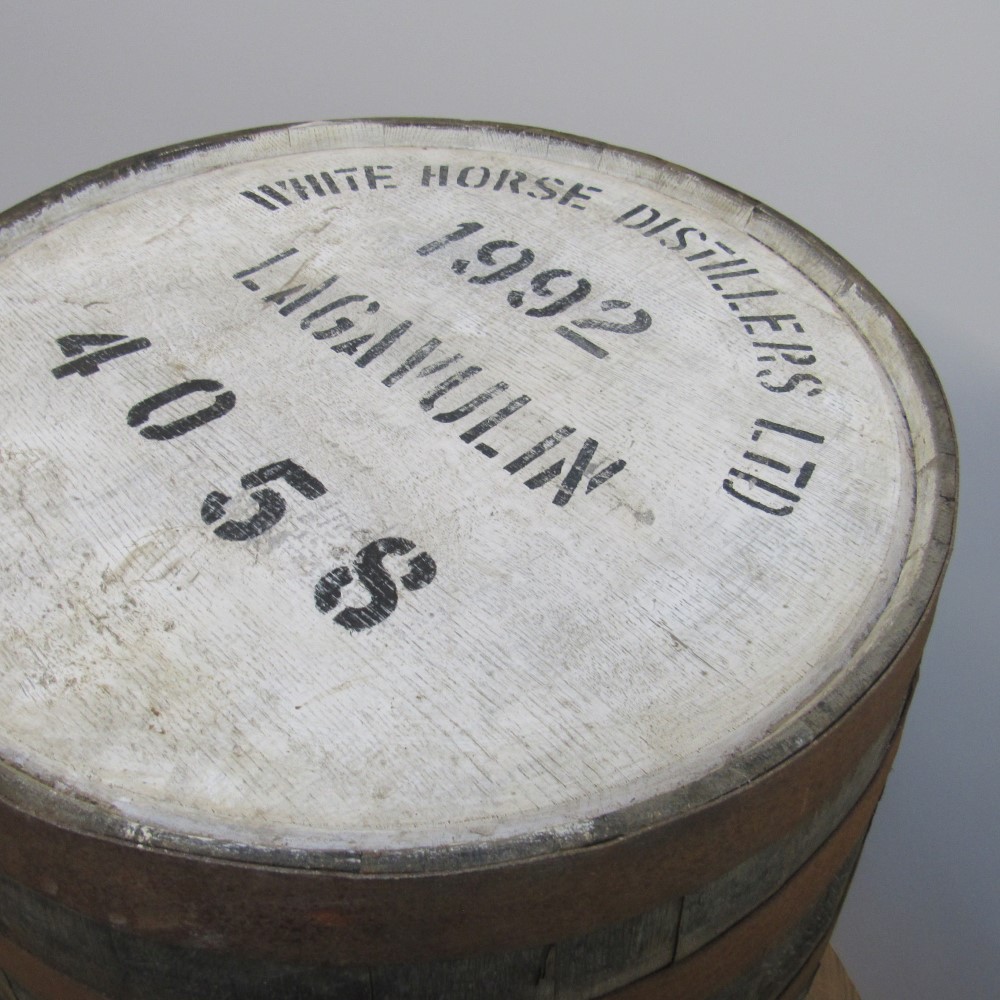 WHITE HORSE DISTILLERS LTD
1992
LAGAVULIN
4058